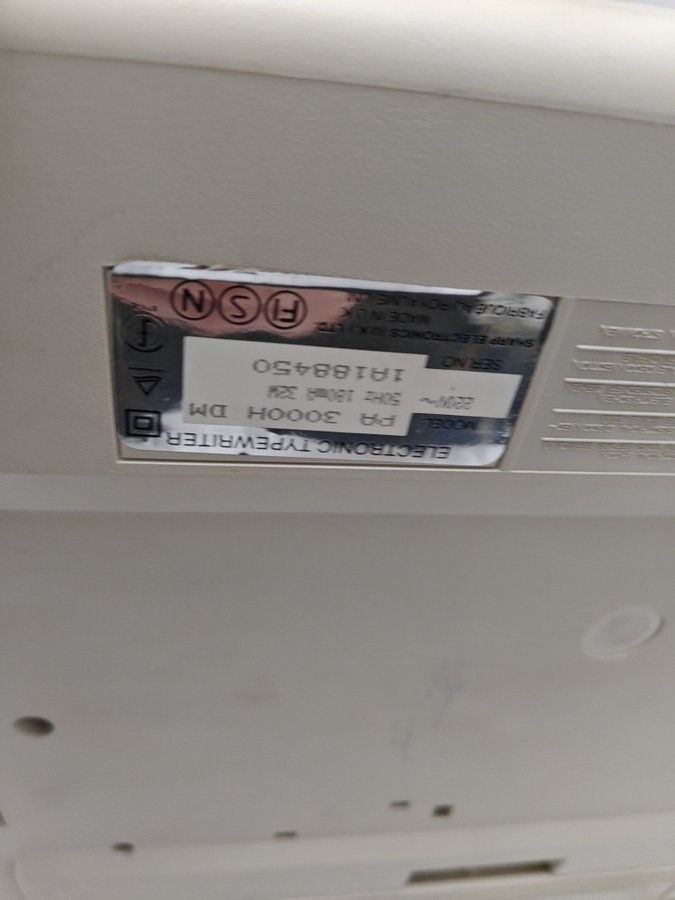 ELECTRONIC TYPEWRITER
MODEL PA 3000H DM
220V~ 50Hz 180mA 32W
SER.NO. 1A188450
SHARP ELECTRONICS (U.K.) LTD.
MADE IN U.K.
FABRIQUE AU ROYAUME UNI
FI S N